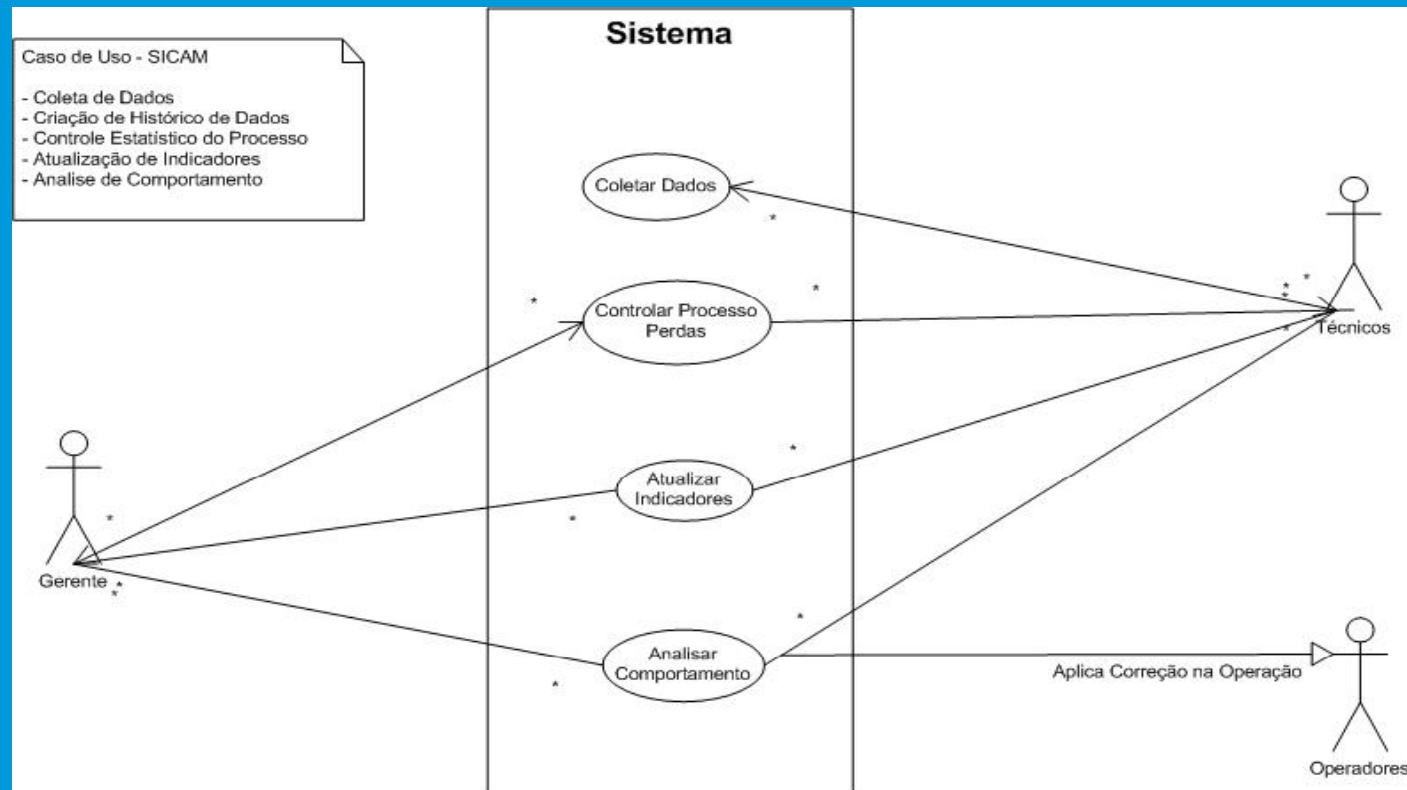 Sistema
Caso de Uso - SICAM
- Coleta de Dados
- Criação de Histórico de Dados
- Controle Estatístico do Processo
- Atualização de Indicadores
- Analise de Comportamento
Coletar Dados
*
*
*
*
*
*
Controlar Processo
Perdas
Técnicos
*
*
Atualizar
Indicadores
*
*
Gerente
*
*
*
Analisar
Comportamento
*
Aplica Correção na Operação
Operadores